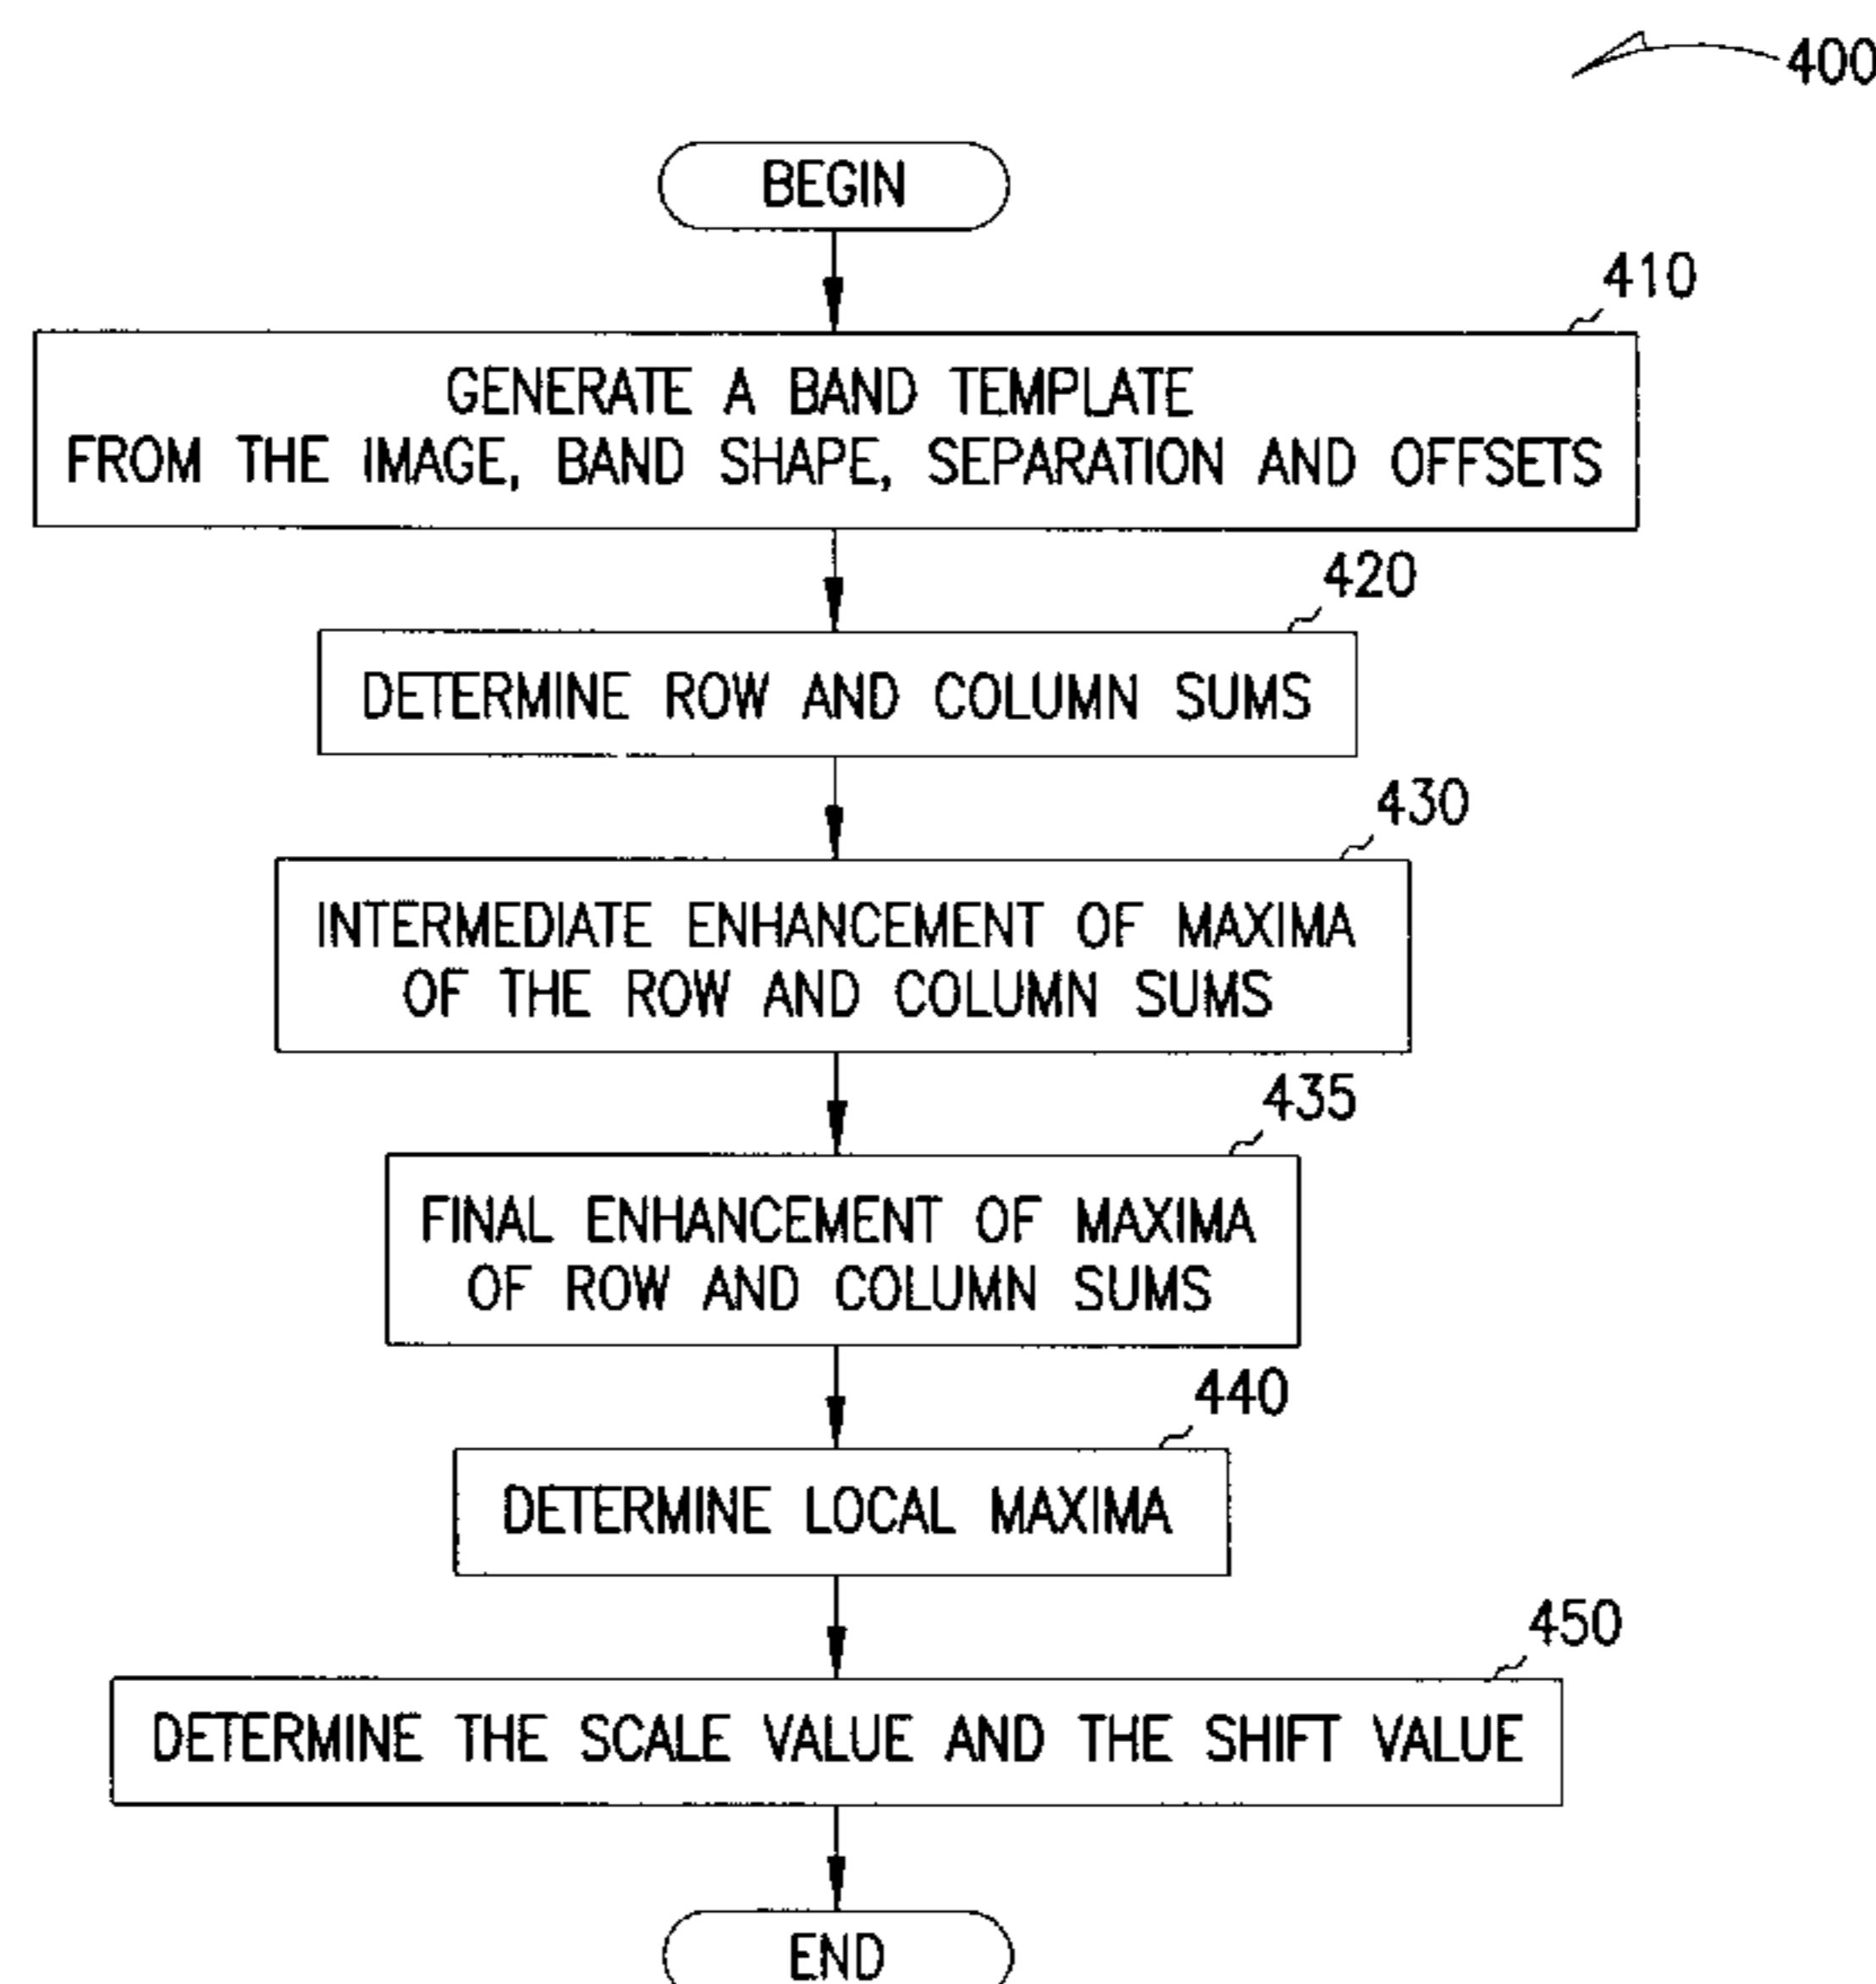 400
BEGIN
410
GENERATE A BAND TEMPLATE
FROM THE IMAGE, BAND SHAPE, SEPARATION AND OFFSETS
420
DETERMINE ROW AND COLUMN SUMS
430
INTERMEDIATE ENHANCEMENT OF MAXIMA
OF THE ROW AND COLUMN SUMS
435
FINAL ENHANCEMENT OF MAXIMA
OF ROW AND COLUMN SUMS
440
DETERMINE LOCAL MAXIMA
450
DETERMINE THE SCALE VALUE AND THE SHIFT VALUE
END